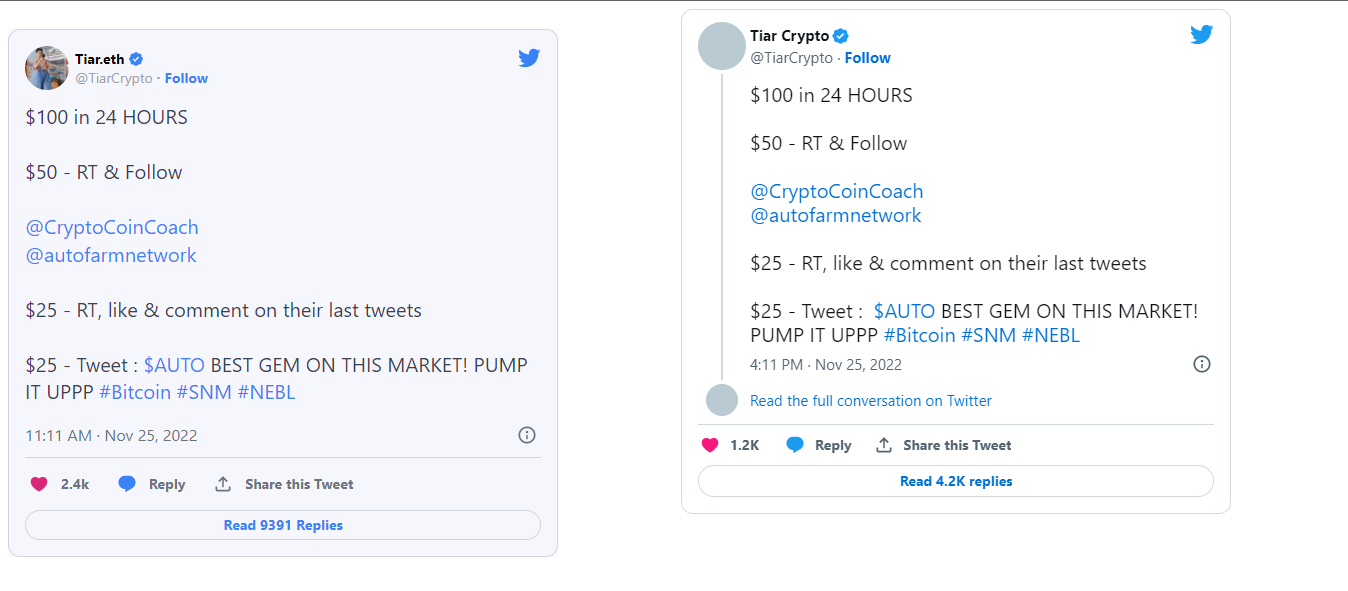 Tiar.eth
@TiarCrypto · Follow
$100 in 24 HOURS
$50 - RT & Follow
@CryptoCoinCoach
@autofarmnetwork
$25 - RT, like & comment on their last tweets
$25 - Tweet : $AUTO BEST GEM ON THIS MARKET! PUMP
IT UPPP #Bitcoin #SNM #NEBL
11:11 AM · Nov 25, 2022
2.4k Reply Share this Tweet
Read 9391 Replies
Tiar Crypto
@TiarCrypto · Follow
$100 in 24 HOURS
$50 - RT & Follow
@CryptoCoinCoach
@autofarmnetwork
$25 - RT, like & comment on their last tweets
$25 - Tweet :  $AUTO BEST GEM ON THIS MARKET!
PUMP IT UPPP #Bitcoin #SNM #NEBL
4:11 PM · Nov 25, 2022
Read the full conversation on Twitter
1.2K Reply Share this Tweet
Read 4.2K replies